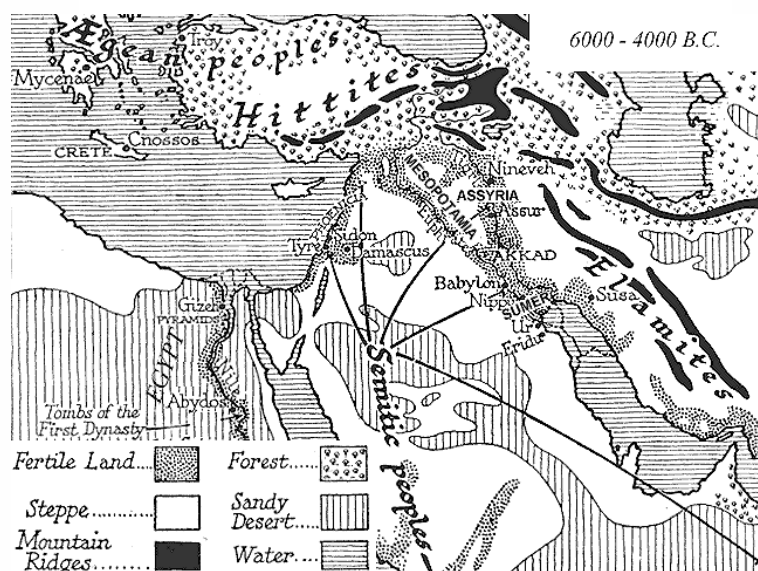 6000 - 4000 B.C.
Ægean peoples
Troy
Mycenae
Hittites
Cnossos
CRETE
Nineveh
MESOPOTAMIA
ASSYRIA
Assur
PHOENICIA
Sidon
Tyre
Damascus
AKKAD
Babylon
Nippur
SUMER
Susa
Elamites
Ur
Eridu
Gizeh
PYRAMIDS
EGYPT
Nile
Abydos
Semitic peoples
Tombs of the
First Dynasty
Fertile Land
Forest
Steppe
Sandy
Desert
Mountain
Ridges
Water